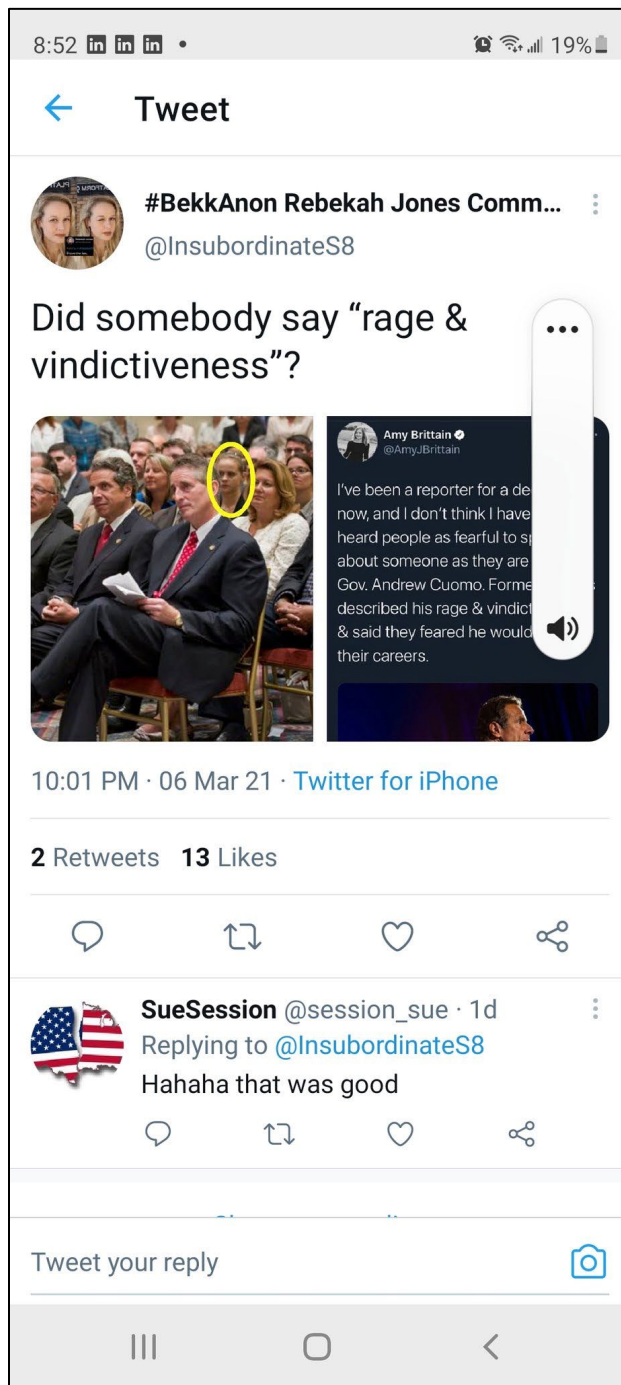 8:52 in in in •
19%
Tweet
#BekkAnon Rebekah Jones Comm...
@InsubordinateS8
Did somebody say “rage &
vindictiveness”?
Amy Brittain
@AmyJBrittain
I've been a reporter for a de
now, and I don't think I have
heard people as fearful to s
about someone as they are
Gov. Andrew Cuomo. Forme
described his rage & vindict
& said they feared he would
their careers.
10:01 PM · 06 Mar 21 · Twitter for iPhone
2 Retweets 13 Likes
SueSession @session_sue · 1d
Replying to @InsubordinateS8
Hahaha that was good
Tweet your reply